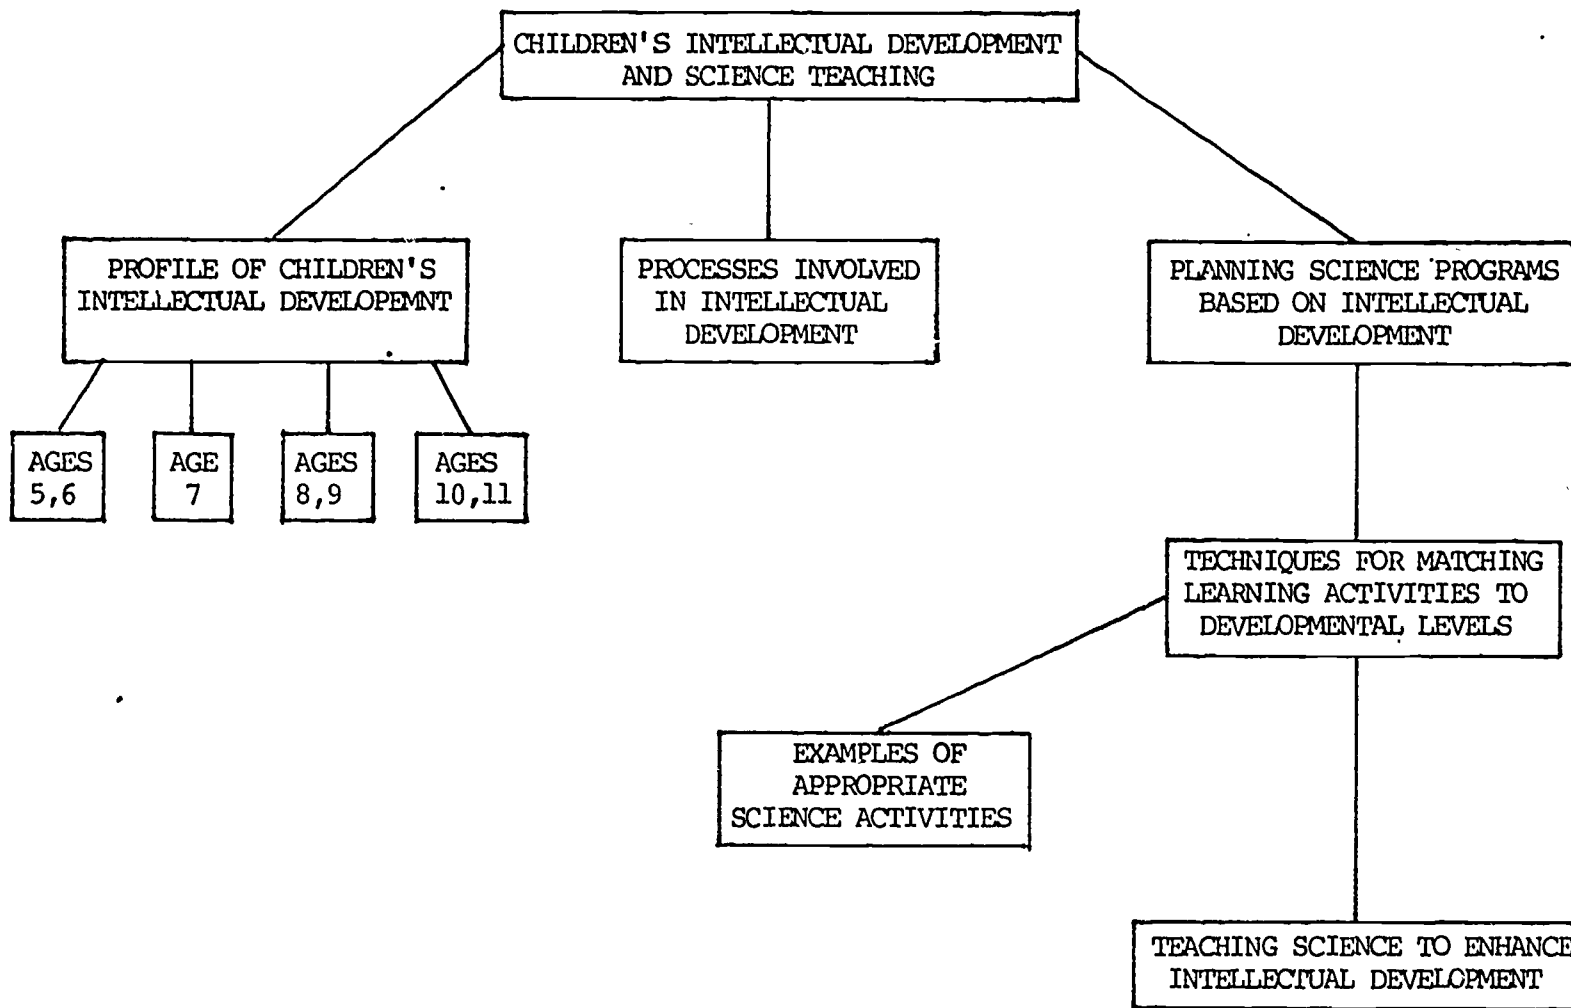 CHILDREN'S INTELLECTUAL DEVELOPMENT
AND SCIENCE TEACHING
PROFILE OF CHILDREN'S
INTELLECTUAL DEVELOPEMNT
PROCESSES INVOLVED
IN INTELLECTUAL
DEVELOPMENT
PLANNING SCIENCE PROGRAMS
BASED ON INTELLECTUAL
DEVELOPMENT
AGES
5,6
AGE
7
AGES
8,9
AGES
10,11
TECHNIQUES FOR MATCHING
LEARNING ACTIVITIES TO
DEVELOPMENTAL LEVELS
EXAMPLES OF
APPROPRIATE
SCIENCE ACTIVITIES
TEACHING SCIENCE TO ENHANCE
INTELLECTUAL DEVELOPMENT